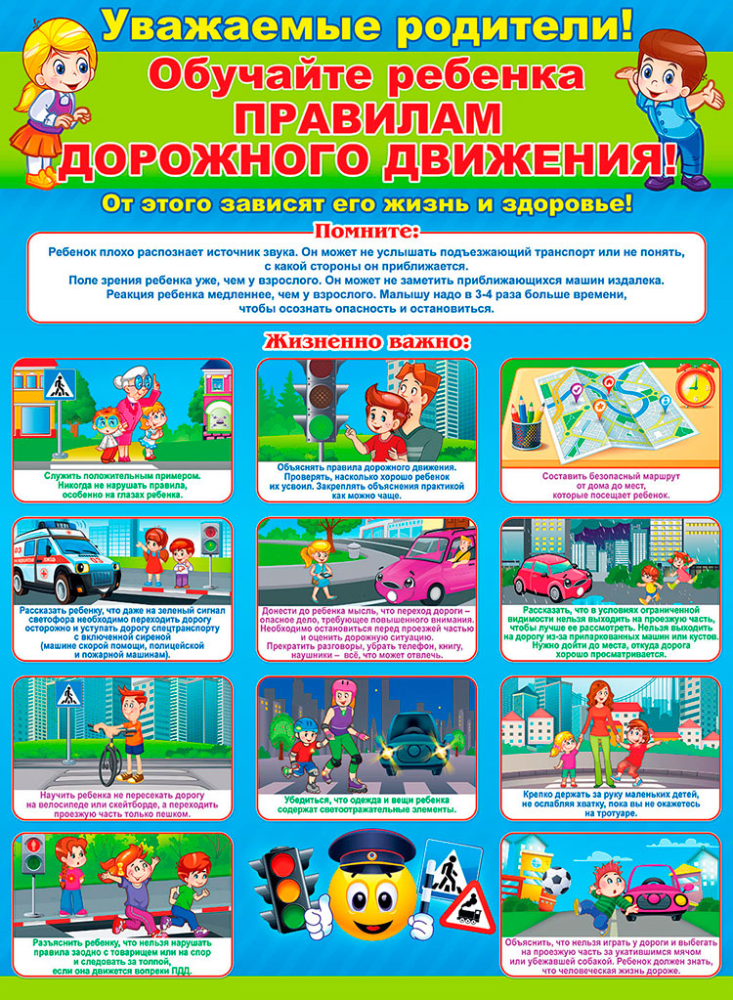 Уважаемые родители!
Обучайте ребенка
ПРАВИЛАМ
ДОРОЖНОГО ДВИЖЕНИЯ!
От этого зависят его жизнь и здоровье!
Помните:
Ребенок плохо распознает источник звука. Он может не услышать подъезжающий транспорт или не понять,
с какой стороны он приближается.
Поле зрения ребенка уже, чем у взрослого. Он может не заметить приближающихся машин издалека.
Реакция ребенка медленнее, чем у взрослого. Малышу надо в 3-4 раза больше времени,
чтобы осознать опасность и остановиться.
Жизненно важно:
Служить положительным примером.
Никогда не нарушать правила,
особенно на глазах ребенка.
Объяснять правила дорожного движения.
Проверять, насколько хорошо ребенок
их усвоил. Закреплять объяснения практикой
как можно чаще.
Составить безопасный маршрут
от дома до мест,
которые посещает ребенок.
03
Рассказать ребенку, что даже на зеленый сигнал
светофора необходимо переходить дорогу
осторожно и уступать дорогу спецтранспорту
с включенной сиреной
(машине скорой помощи, полицейской
и пожарной машинам).
Донести до ребенка мысль, что переход дороги –
опасное дело, требующее повышенного внимания.
Необходимо остановиться перед проезжей частью
и оценить дорожную ситуацию.
Прекратить разговоры, убрать телефон, книгу,
наушники – всё, что может отвлечь.
Рассказать, что в условиях ограниченной
видимости нельзя выходить на проезжую часть,
чтобы лучше ее рассмотреть. Нельзя выходить
на дорогу из-за припаркованных машин или кустов.
Нужно дойти до места, откуда дорога
хорошо просматривается.
Научить ребенка не пересекать дорогу
на велосипеде или скейтборде, а переходить
проезжую часть только пешком.
Убедиться, что одежда и вещи ребенка
содержат светоотражательные элементы.
Крепко держать за руку маленьких детей,
не ослабляя хватку, пока вы не окажетесь
на тротуаре.
Разъяснить ребенку, что нельзя нарушать
правила заодно с товарищем или на спор
и следовать за толпой,
если она движется вопреки ПДД.
Объяснить, что нельзя играть у дороги и выбегать
на проезжую часть за укатившимся мячом
или убежавшей собакой. Ребенок должен знать,
что человеческая жизнь дороже.